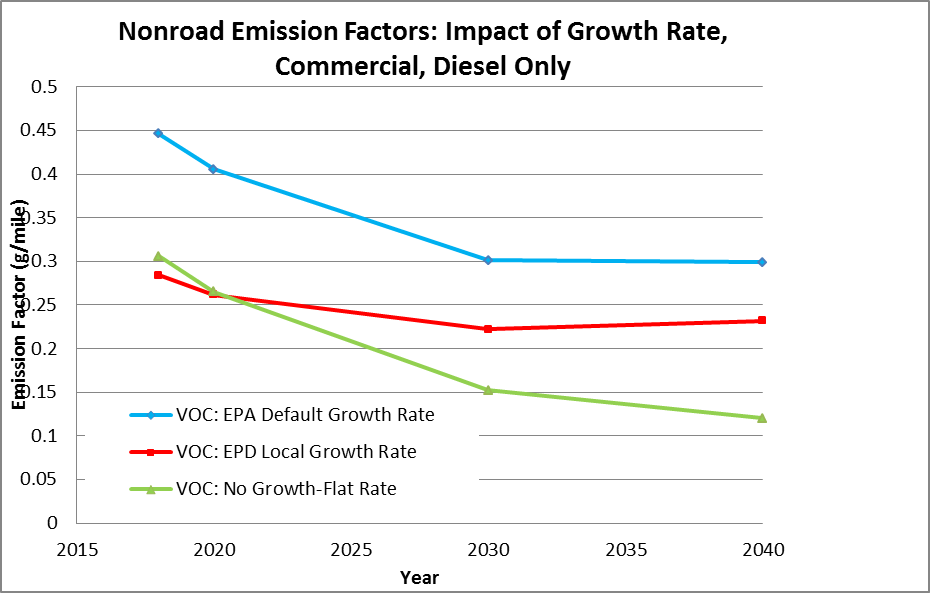 Nonroad Emission Factors: Impact of Growth Rate,
Commercial, Diesel Only
0.5
0.45
0.4
0.35
0.3
0.25
0.2
0.15
0.1
0.05
0
Emission Factor (g/mile)
VOC: EPA Default Growth Rate
VOC: EPD Local Growth Rate
VOC: No Growth-Flat Rate
2015 2020 2025 2030 2035 2040
Year